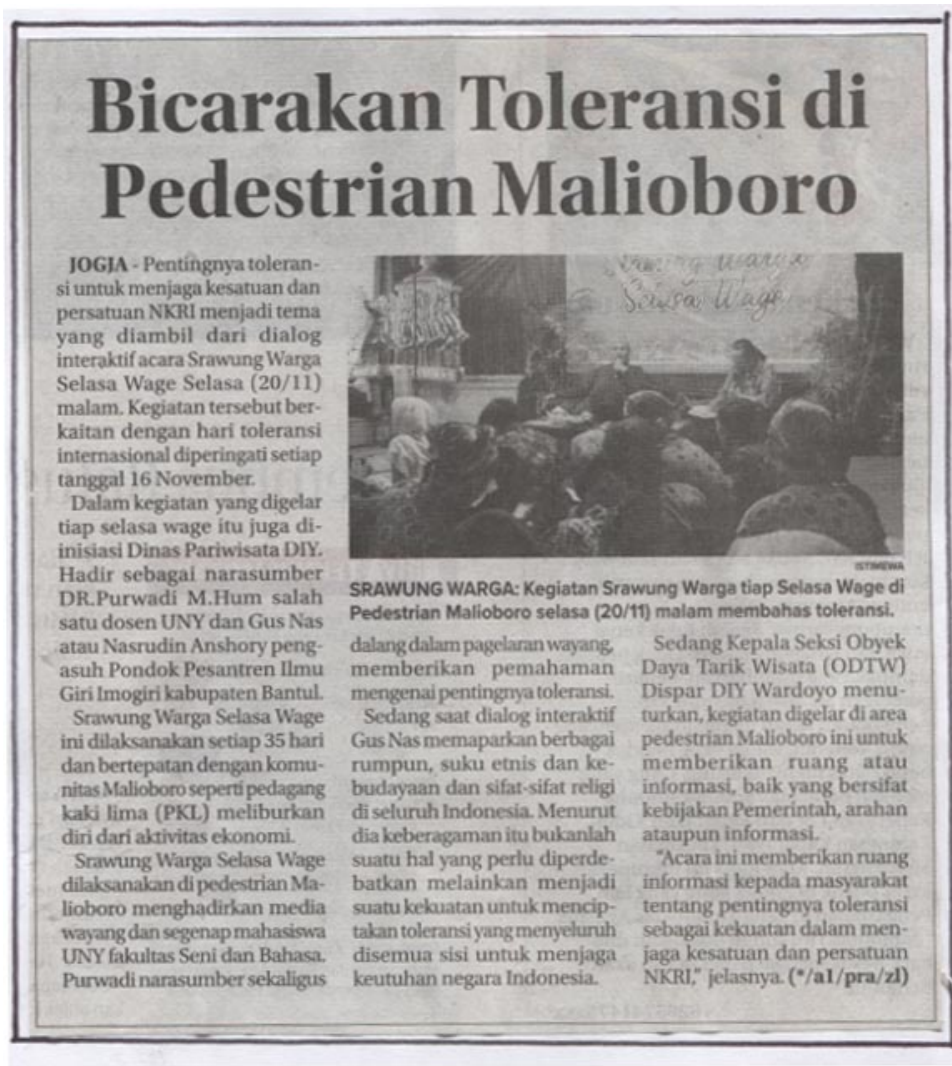 Bicarakan Toleransi di
Pedestrian Malioboro
JOGJA - Pentingnya toleran-
si untuk menjaga kesatuan dan
persatuan NKRI menjadi tema
yang diambil dari dialog
interaktif acara Srawung Warga
Selasa Wage Selasa (20/11)
malam. Kegiatan tersebut ber-
kaitan dengan hari toleransi
internasional diperingati setiap
tanggal 16 November.
Dalam kegiatan yang digelar
tiap selasa wage itu juga di-
inisiasi Dinas Pariwisata DIY.
Hadir sebagai narasumber
DR.Purwadi M.Hum salah
satu dosen UNY dan Gus Nas
atau Nasrudin Anshory peng-
asuh Pondok Pesantren Ilmu
Giri Imogiri kabupaten Bantul.
Srawung Warga Selasa Wage
ini dilaksanakan setiap 35 hari
dan bertepatan dengan komu-
nitas Malioboro seperti pedagang
kaki lima (PKL) meliburkan
diri dari aktivitas ekonomi.
Srawung Warga Selasa Wage
dilaksanakan di pedestrian Ma-
lioboro menghadirkan media
wayang dan segenap mahasiswa
UNY fakultas Seni dan Bahasa.
Purwadi narasumber sekaligus
Srawung Warga
Selasa Wage
ISTIMEWA
SRAWUNG WARGA: Kegiatan Srawung Warga tiap Selasa Wage di
Pedestrian Malioboro selasa (20/11) malam membahas toleransi.
dalang dalam pagelaran wayang,
memberikan pemahaman
mengenai pentingnya toleransi.
Sedang saat dialog interaktif
Gus Nas memaparkan berbagai
rumpun, suku etnis dan ke-
budayaan dan sifat-sifat religi
di seluruh Indonesia. Menurut
dia keberagaman itu bukanlah
suatu hal yang perlu diperde-
batkan melainkan menjadi
suatu kekuatan untuk mencip-
takan toleransi yang menyeluruh
disemua sisi untuk menjaga
keutuhan negara Indonesia.
Sedang Kepala Seksi Obyek
Daya Tarik Wisata (ODTW)
Dispar DIY Wardoyo menu-
turkan, kegiatan digelar di area
pedestrian Malioboro ini untuk
memberikan ruang atau
informasi, baik yang bersifat
kebijakan Pemerintah, arahan
ataupun informasi.
"Acara ini memberikan ruang
informasi kepada masyarakat
tentang pentingnya toleransi
sebagai kekuatan dalam men-
jaga kesatuan dan persatuan
NKRI," jelasnya. (*/a1/pra/zl)